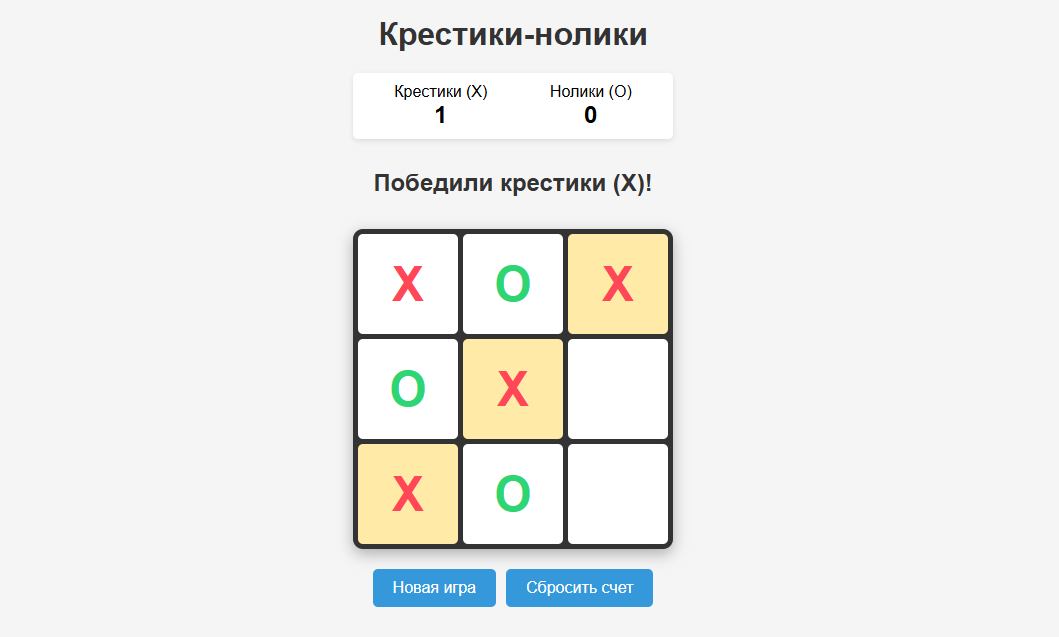 Крестики-нолики
Крестики (X) Нолики (O)
1 0
Победили крестики (X)!
X O X
O X
X O
Новая игра Сбросить счет